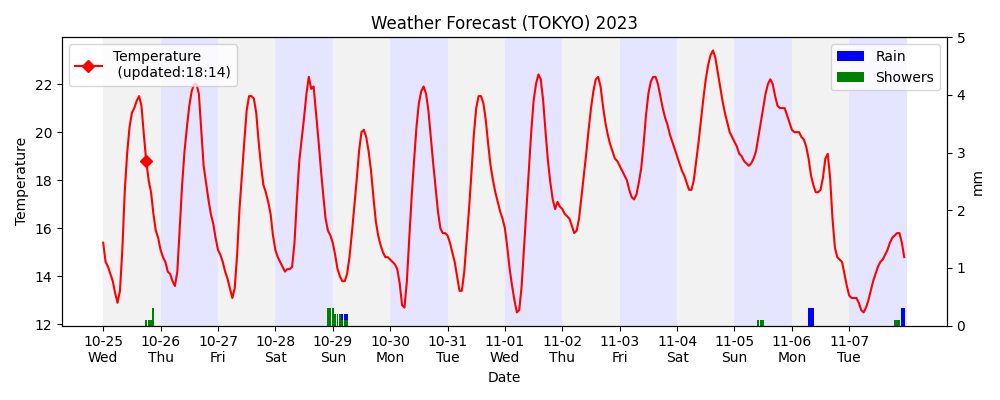 Weather Forecast (TOKYO) 2023
Temperature
(updated:18:14)
Rain
Showers
Temperature
22
20
18
16
14
12
5
4
3
2
1
0
mm
10-25 10-26 10-27 10-28 10-29 10-30 10-31 11-01 11-02 11-03 11-04 11-05 11-06 11-07
Wed Thu Fri Sat Sun Mon Tue Wed Thu Fri Sat Sun Mon Tue
Date